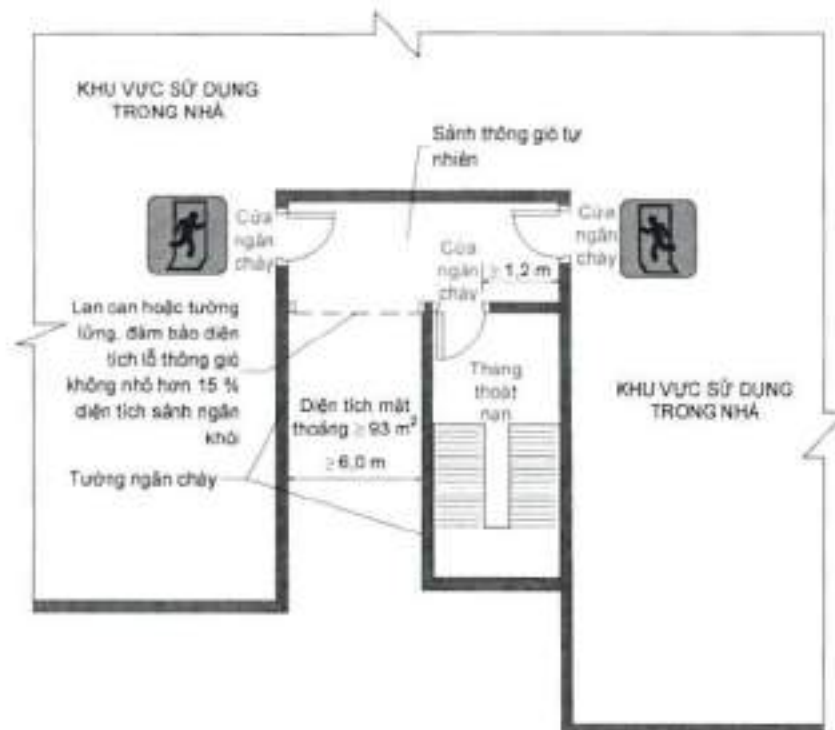 KHU VỰC SỬ DỤNG
TRONG NHÀ
Sảnh thông gió tự
nhiên
Cửa
ngăn
cháy
Cửa
ngăn
cháy
Cửa
ngăn
cháy
≥ 1,2 m
Lan can hoặc tường
lửng, đảm bảo diện
tích lỗ thông gió
không nhỏ hơn 15 %
diện tích sảnh ngăn
khói
Diện tích mặt
thoáng ≥ 93 m²
≥ 6,0 m
Thang
thoát
nạn
KHU VỰC SỬ DỤNG
TRONG NHÀ
Tường ngăn cháy